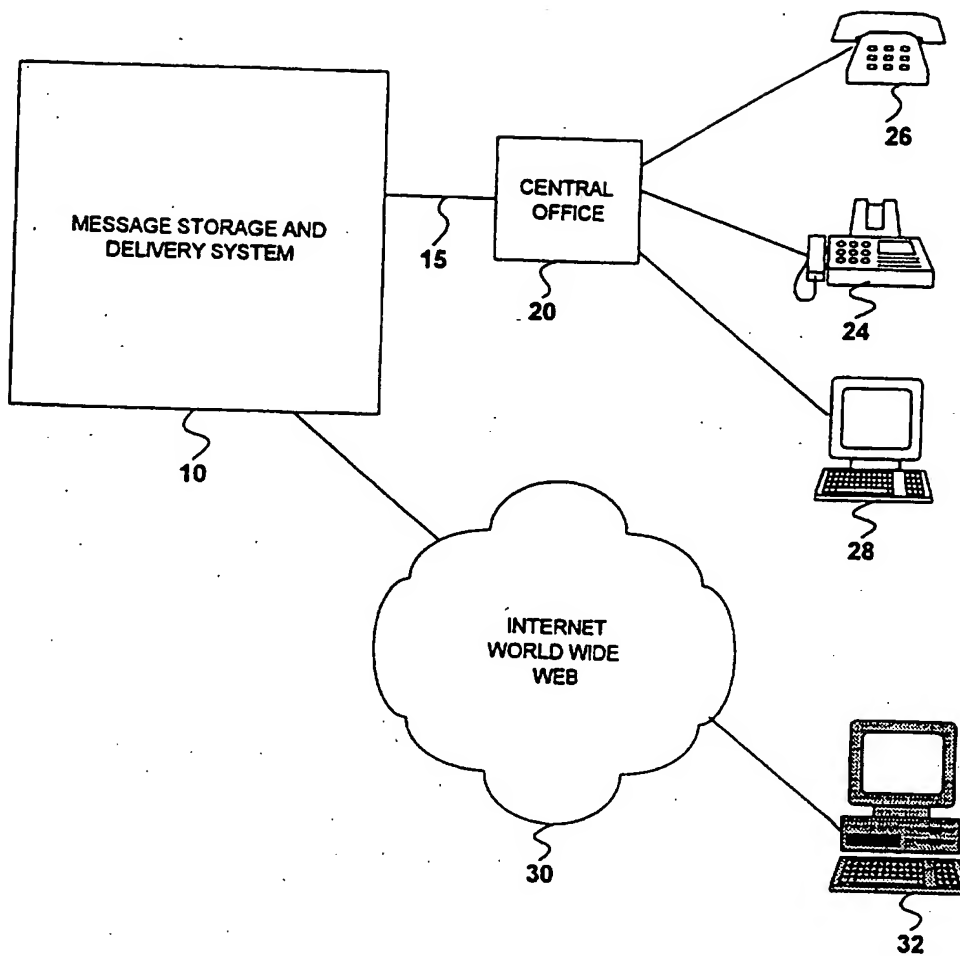 26
MESSAGE STORAGE AND
DELIVERY SYSTEM
15
CENTRAL
OFFICE
20
24
10
28
INTERNET
WORLD WIDE
WEB
30
32